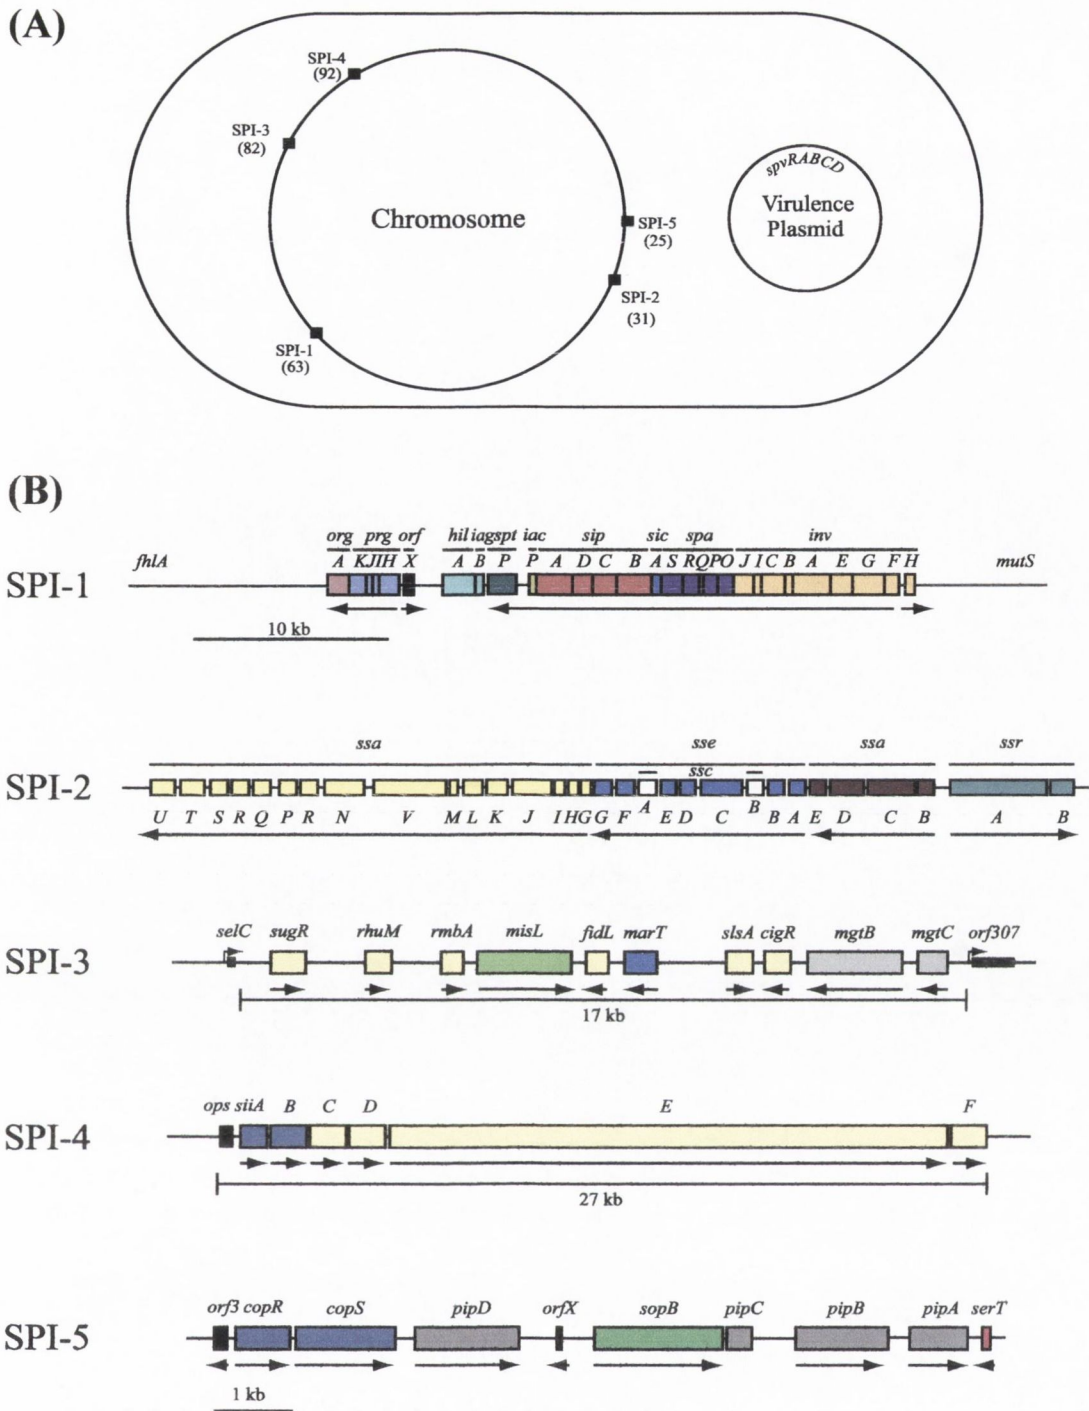 (A)
SPI-4
(92)
SPI-3
(82)
Chromosome
spvRABCD
Virulence
Plasmid
SPI-5
(25)
SPI-2
(31)
SPI-1
(63)
(B)
SPI-1
org prg orf hil iag spt iac sip sic spa inv
fhlA A K J I H X A B P P A D C B A S R Q P O J I C B A E G F H mutS
10 kb
SPI-2
ssa sse ssa ssr
ssc
U T S R Q P R N V M L K J I H G G F A E D C B B A E D C B A B
SPI-3
selC sugR rhuM rmbA misL fidL marT slsA cigR mgtB mgtC orf307
17 kb
SPI-4
ops siiA B C D E F
27 kb
SPI-5
orf3 copR copS pipD orfX sopB pipC pipB pipA serT
1 kb